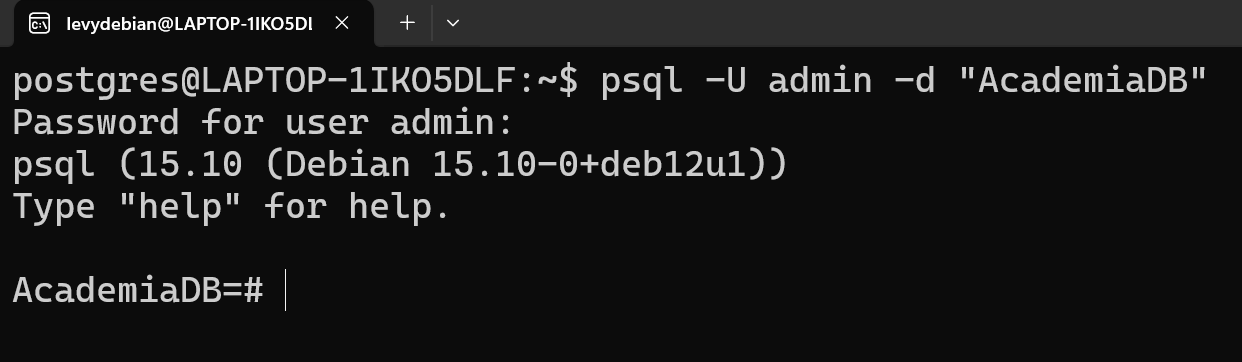 levydebian@LAPTOP-1IKO5DL
postgres@LAPTOP-1IKO5DLF:~$ psql -U admin -d "AcademiaDB"
Password for user admin:
psql (15.10 (Debian 15.10-0+deb12u1))
Type "help" for help.
AcademiaDB=#